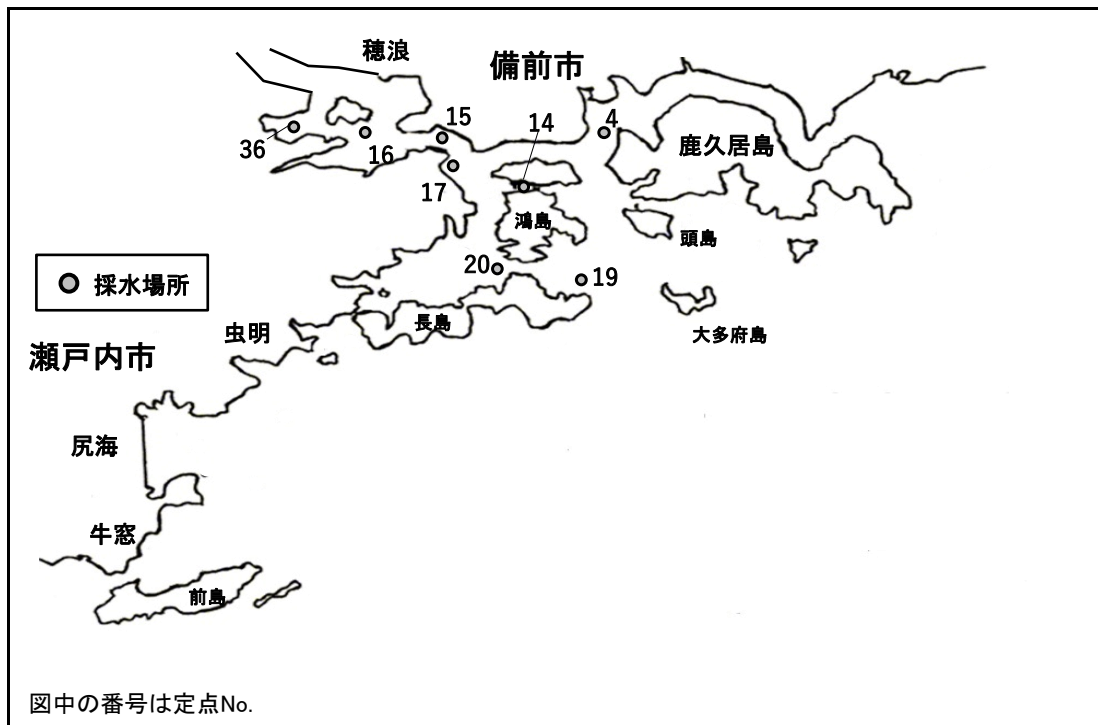 穂浪
備前市
15
14
4
36
16
17
鹿久居島
鴻島
頭島
20
19
採水場所
大多府島
長島
虫明
瀬戸内市
尻海
牛窓
前島
図中の番号は定点No.